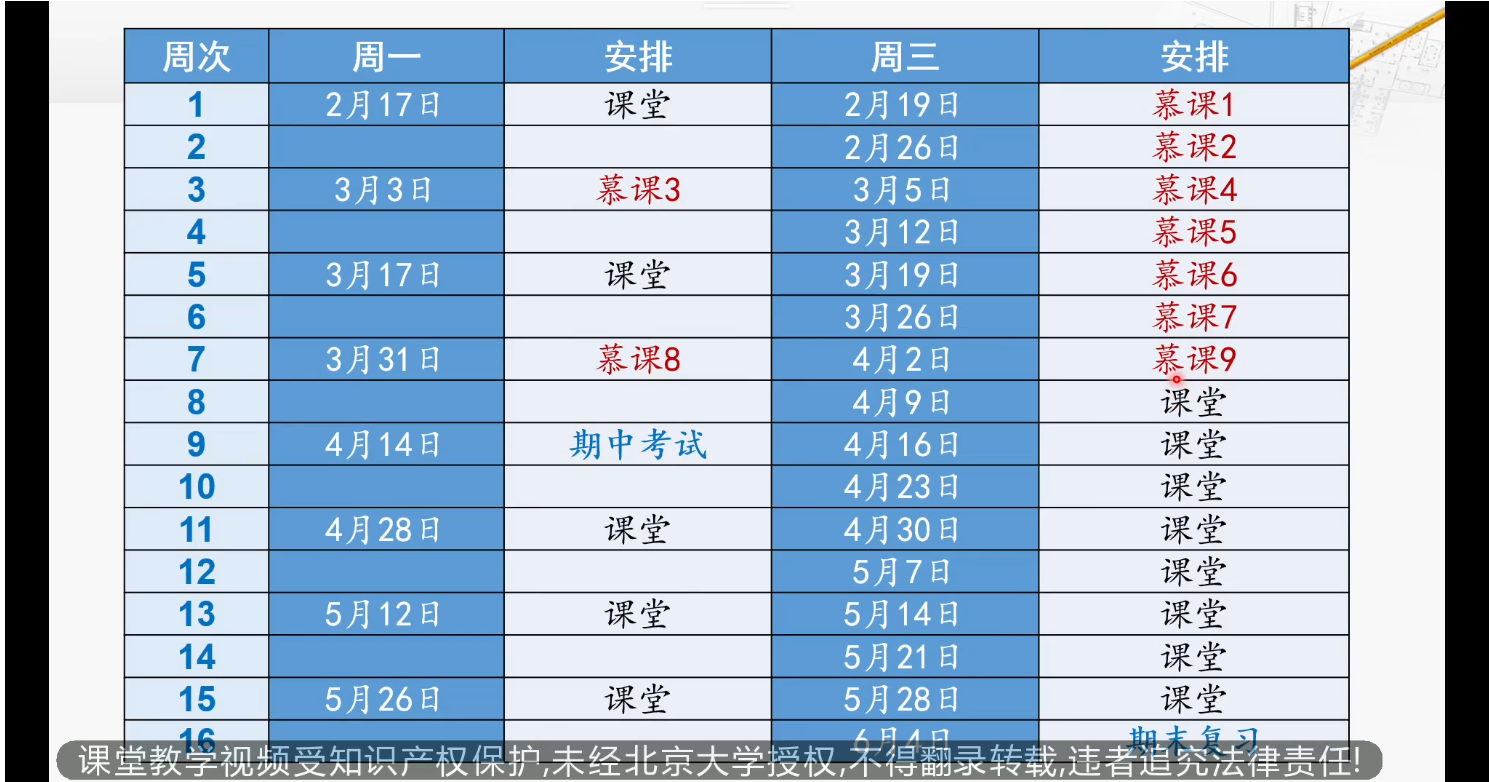 周次 周一 安排 周三 安排
1 2月17日 课堂 2月19日 慕课1
2 2月26日 慕课2
3 3月3日 慕课3 3月5日 慕课4
4 3月12日 慕课5
5 3月17日 课堂 3月19日 慕课6
6 3月26日 慕课7
7 3月31日 慕课8 4月2日 慕课9
8 4月9日 课堂
9 4月14日 期中考试 4月16日 课堂
10 4月23日 课堂
11 4月28日 课堂 4月30日 课堂
12 5月7日 课堂
13 5月12日 课堂 5月14日 课堂
14 5月21日 课堂
15 5月26日 课堂 5月28日 课堂
16 6月4日 期末复习
课堂教学视频受知识产权保护,未经北京大学授权,不得翻录转载,违者追究法律责任!